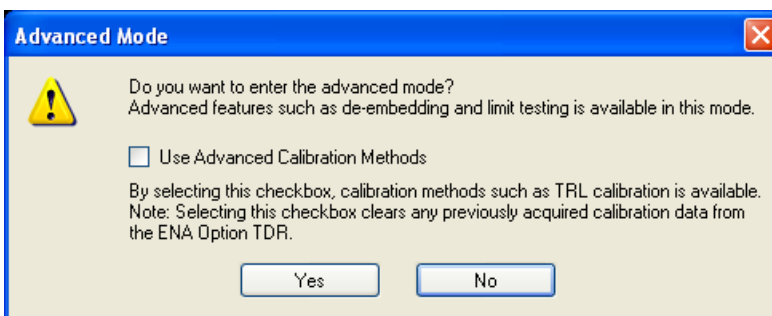 Advanced Mode
Do you want to enter the advanced mode?
Advanced features such as de-embedding and limit testing is available in this mode.
Use Advanced Calibration Methods
By selecting this checkbox, calibration methods such as TRL calibration is available.
Note: Selecting this checkbox clears any previously acquired calibration data from
the ENA Option TDR.
Yes
No